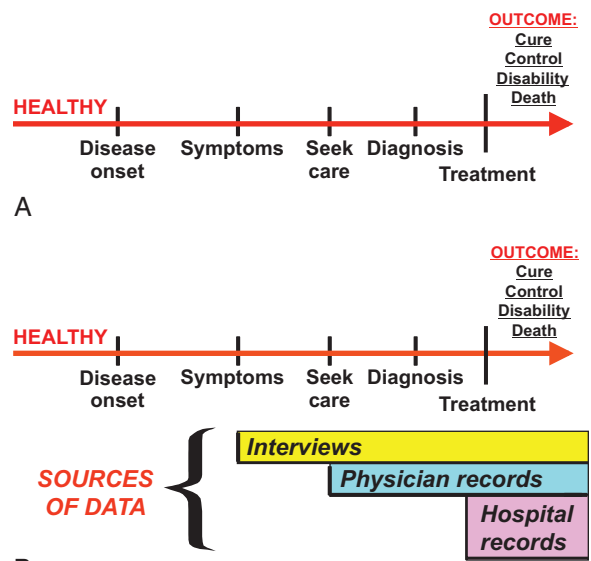 OUTCOME:
Cure
Control
Disability
Death
HEALTHY
Disease Symptoms Seek Diagnosis
onset care
Treatment
A
OUTCOME:
Cure
Control
Disability
Death
HEALTHY
Disease Symptoms Seek Diagnosis
onset care
Treatment
Interviews
SOURCES
OF DATA
Physician records
Hospital
records